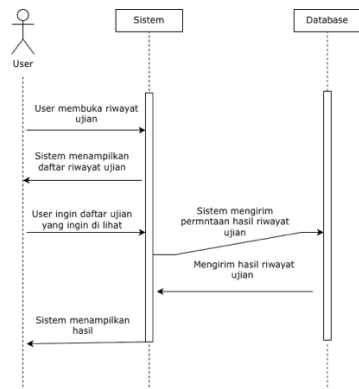 Sistem
Database
User
User membuka riwayat
ujian
Sistem menampilkan
daftar riwayat ujian
User ingin daftar ujian
yang ingin di lihat
Sistem mengirim
permntaan hasil riwayat
ujian
Mengirim hasil riwayat
ujian
Sistem menampilkan
hasil